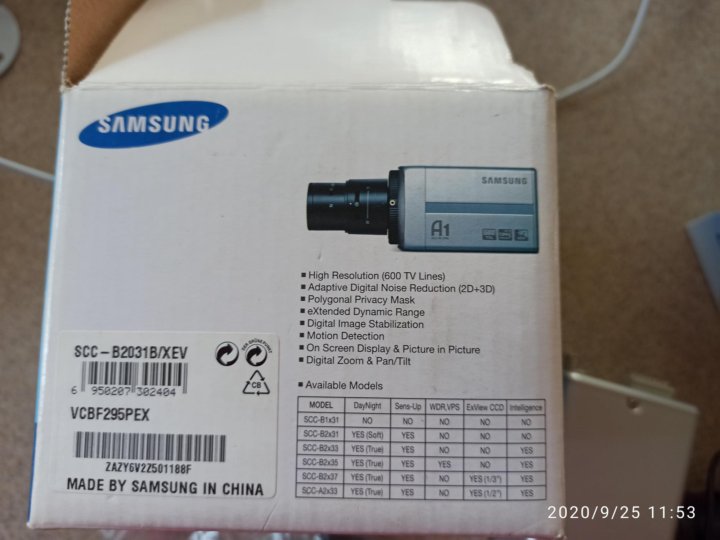 SAMSUNG
SAMSUNG
A1
■ High Resolution (600 TV Lines)
■ Adaptive Digital Noise Reduction (2D+3D)
■ Polygonal Privacy Mask
■ eXtended Dynamic Range
■ Digital Image Stabilization
■ Motion Detection
■ On Screen Display & Picture in Picture
■ Digital Zoom & Pan/Tilt
■ Available Models
MODEL DayNight Sens-Up WDR,VPS ExView CCD Intelligence
SCC-B1x31 NO NO NO NO NO
SCC-B2x31 YES (Soft) YES NO NO NO
SCC-B2x33 YES (True) YES NO NO YES
SCC-B2x35 YES (True) YES YES NO YES
SCC-B2x37 YES (True) YES NO YES (1/3") YES
SCC-A2x33 YES (True) YES NO YES (1/2") YES
SCC-B2031B/XEV
6 950207 302404
CB
VCBF295PEX
ZAZY6V2Z501188F
MADE BY SAMSUNG IN CHINA
2020/9/25 11:53